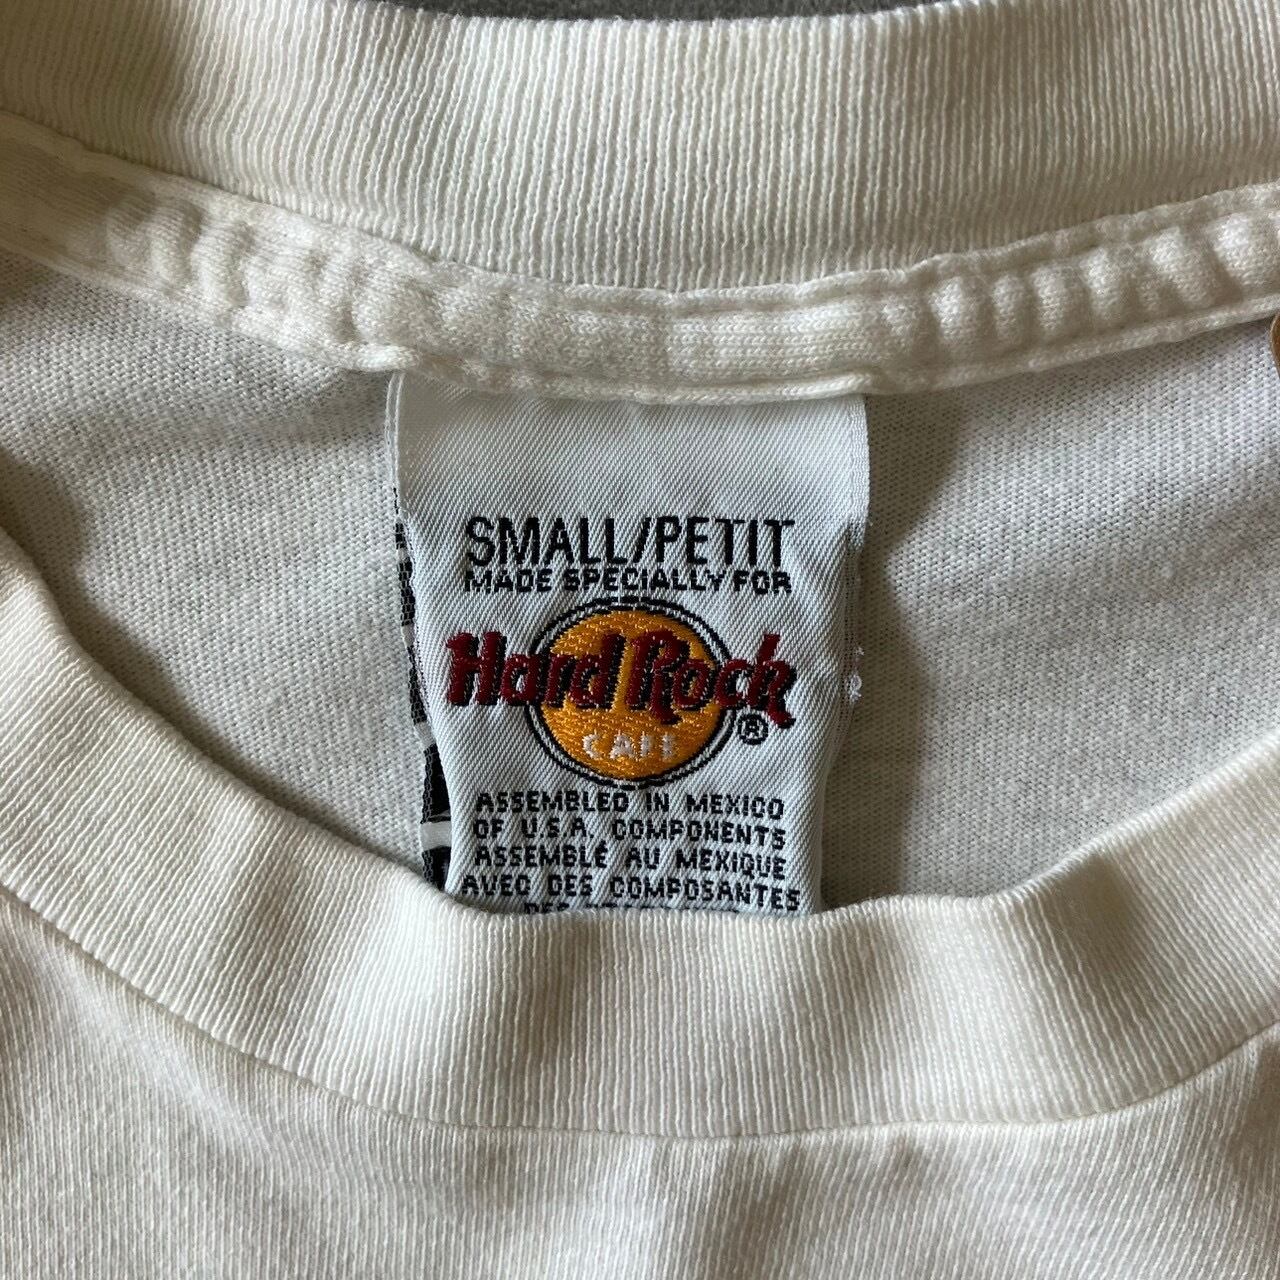 SMALL/PETIT
MADE SPECIALLY FOR
Hard Rock
CAFE
®
ASSEMBLED IN MEXICO
OF U.S.A. COMPONENTS
ASSEMBLÉ AU MEXIQUE
AVEC DES COMPOSANTES